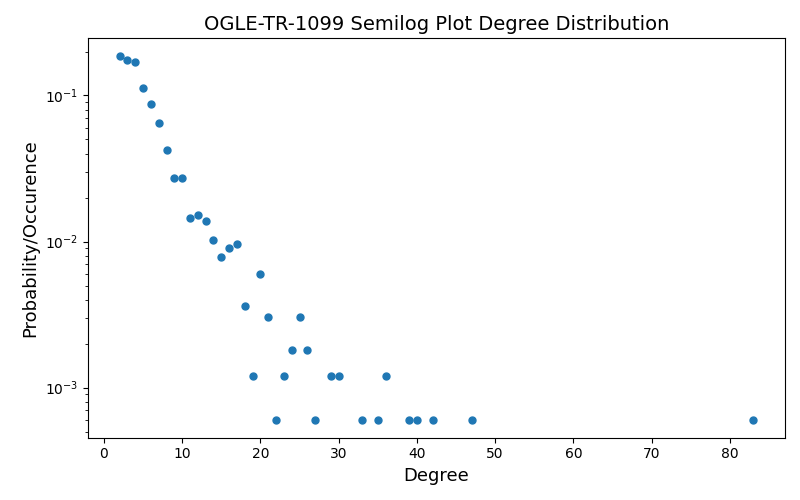 OGLE-TR-1099 Semilog Plot Degree Distribution
Probability/Occurence
10⁻¹
10⁻²
10⁻³
0 10 20 30 40 50 60 70 80
Degree